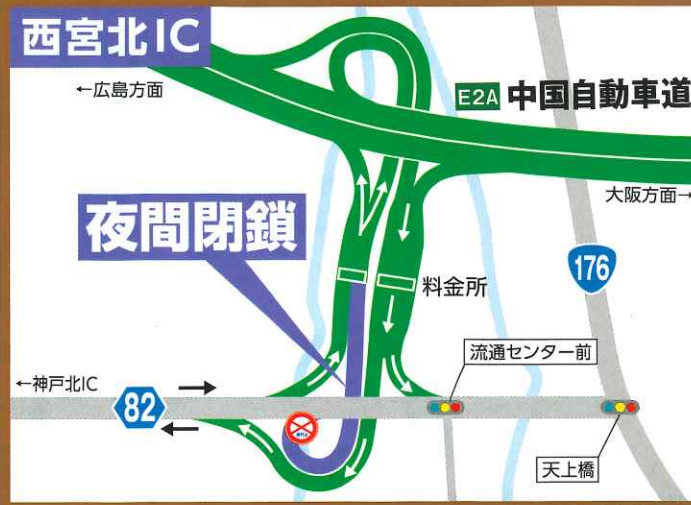 西宮北IC
←広島方面
E2A 中国自動車道
大阪方面→
夜間閉鎖
176
料金所
流通センター前
←神戸北IC
82
天上橋